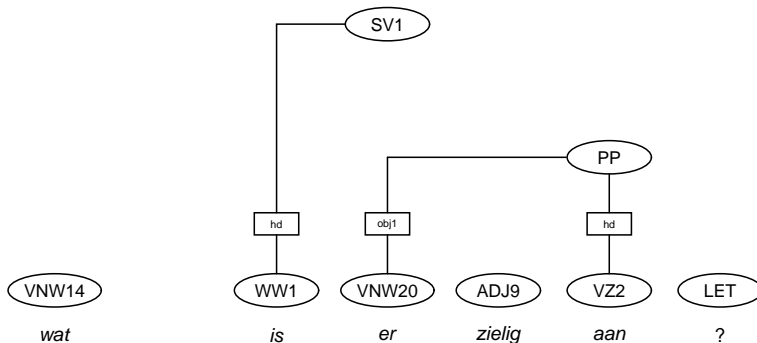 SV1
PP
hd obj1 hd
VNW14 WW1 VNW20 ADJ9 VZ2 LET
wat is er zielig aan ?